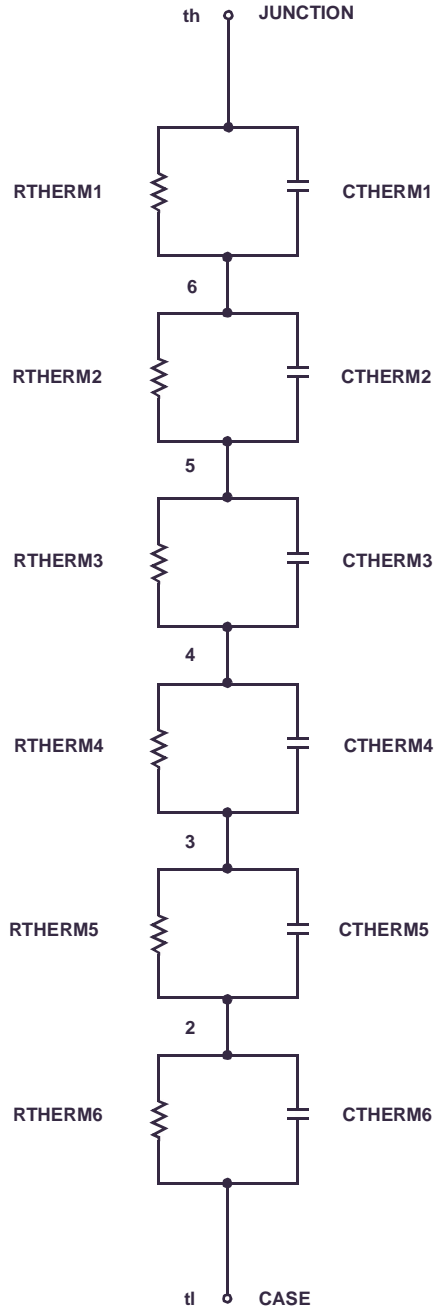 th JUNCTION
RTHERM1 CTHERM1
6
RTHERM2 CTHERM2
5
RTHERM3 CTHERM3
4
RTHERM4 CTHERM4
3
RTHERM5 CTHERM5
2
RTHERM6 CTHERM6
tl CASE